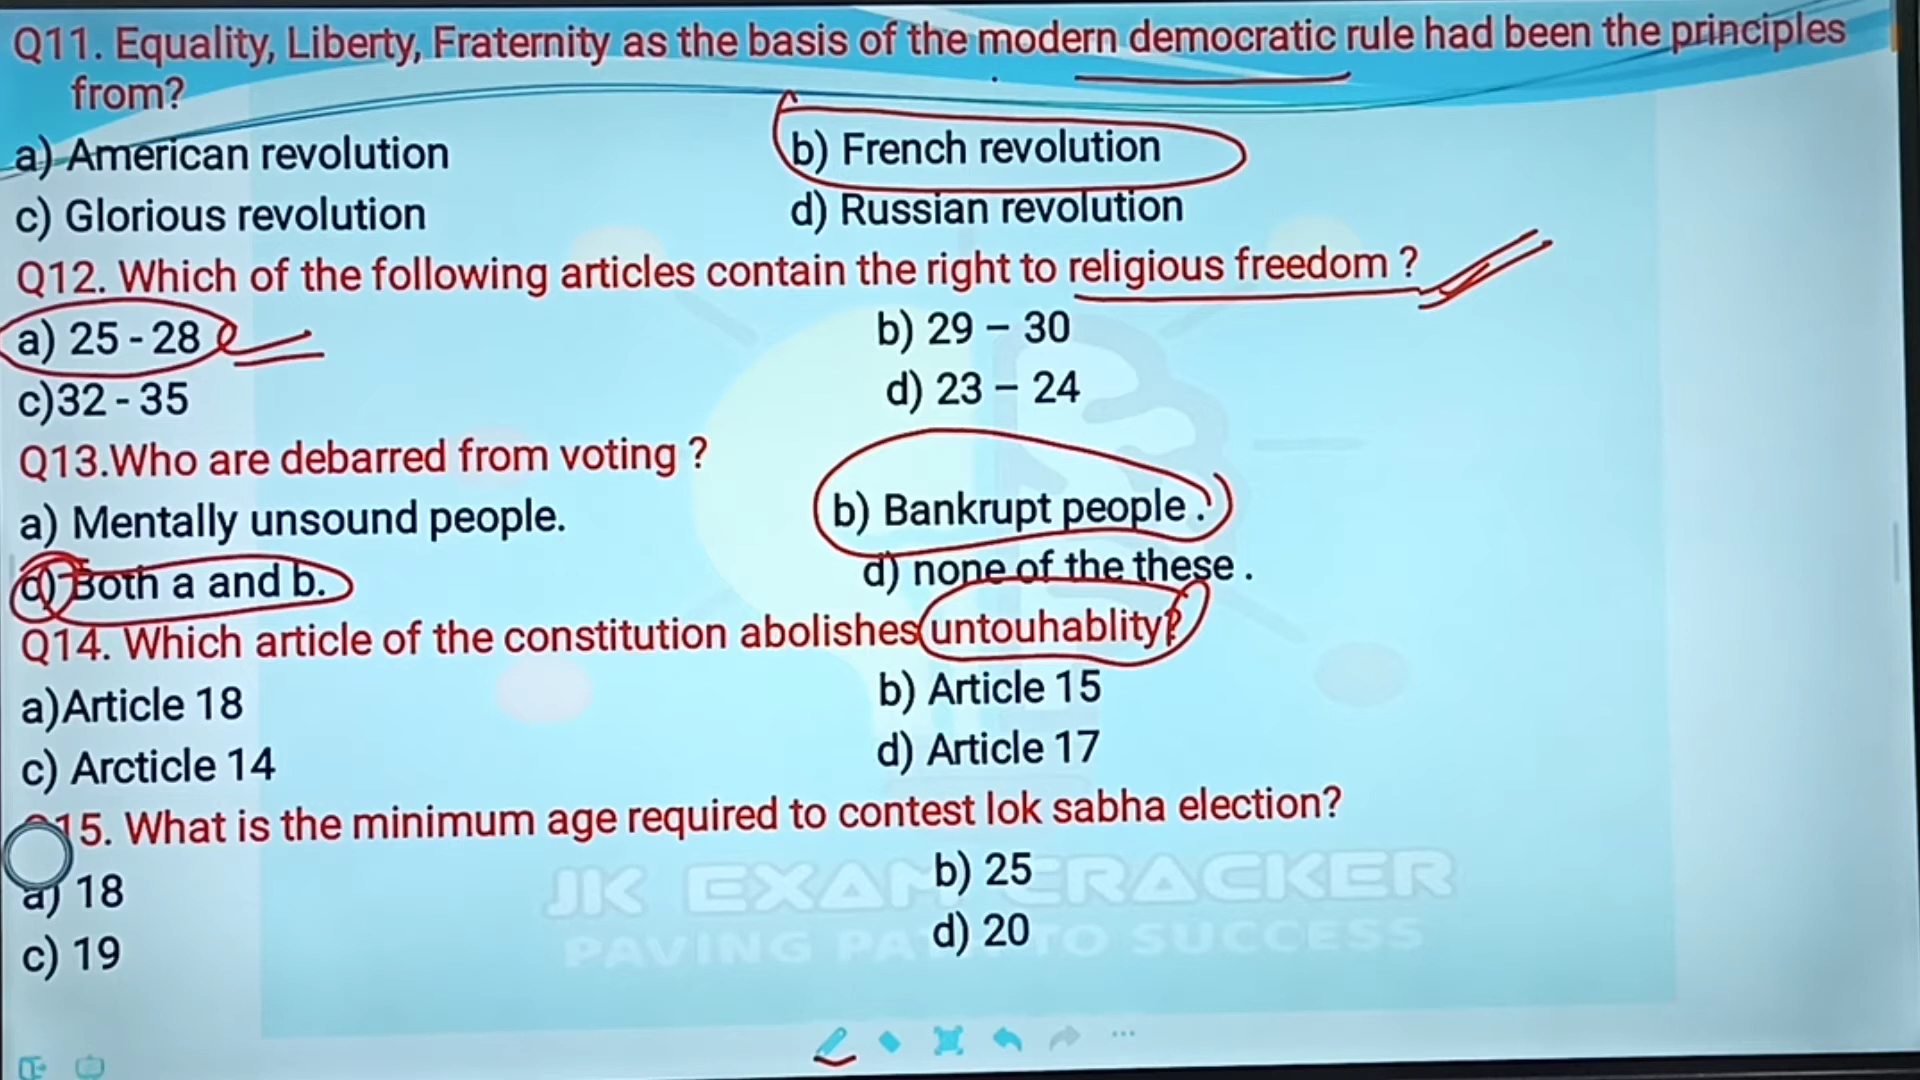 Q11. Equality, Liberty, Fraternity as the basis of the modern democratic rule had been the principles
from?
a) American revolution
b) French revolution
c) Glorious revolution
d) Russian revolution
Q12. Which of the following articles contain the right to religious freedom ?
a) 25 - 28
b) 29 – 30
c)32 - 35
d) 23 – 24
Q13.Who are debarred from voting ?
a) Mentally unsound people.
b) Bankrupt people .
c) Both a and b.
d) none of the these .
Q14. Which article of the constitution abolishes untouhablity?
a)Article 18
b) Article 15
c) Arcticle 14
d) Article 17
Q15. What is the minimum age required to contest lok sabha election?
a) 18
b) 25
c) 19
d) 20
JK EXAM CRACKER
PAVING PATH TO SUCCESS